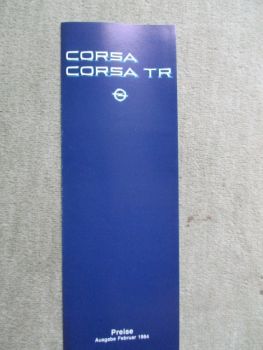 CORSA
CORSA TR
Preise
Ausgabe Februar 1984